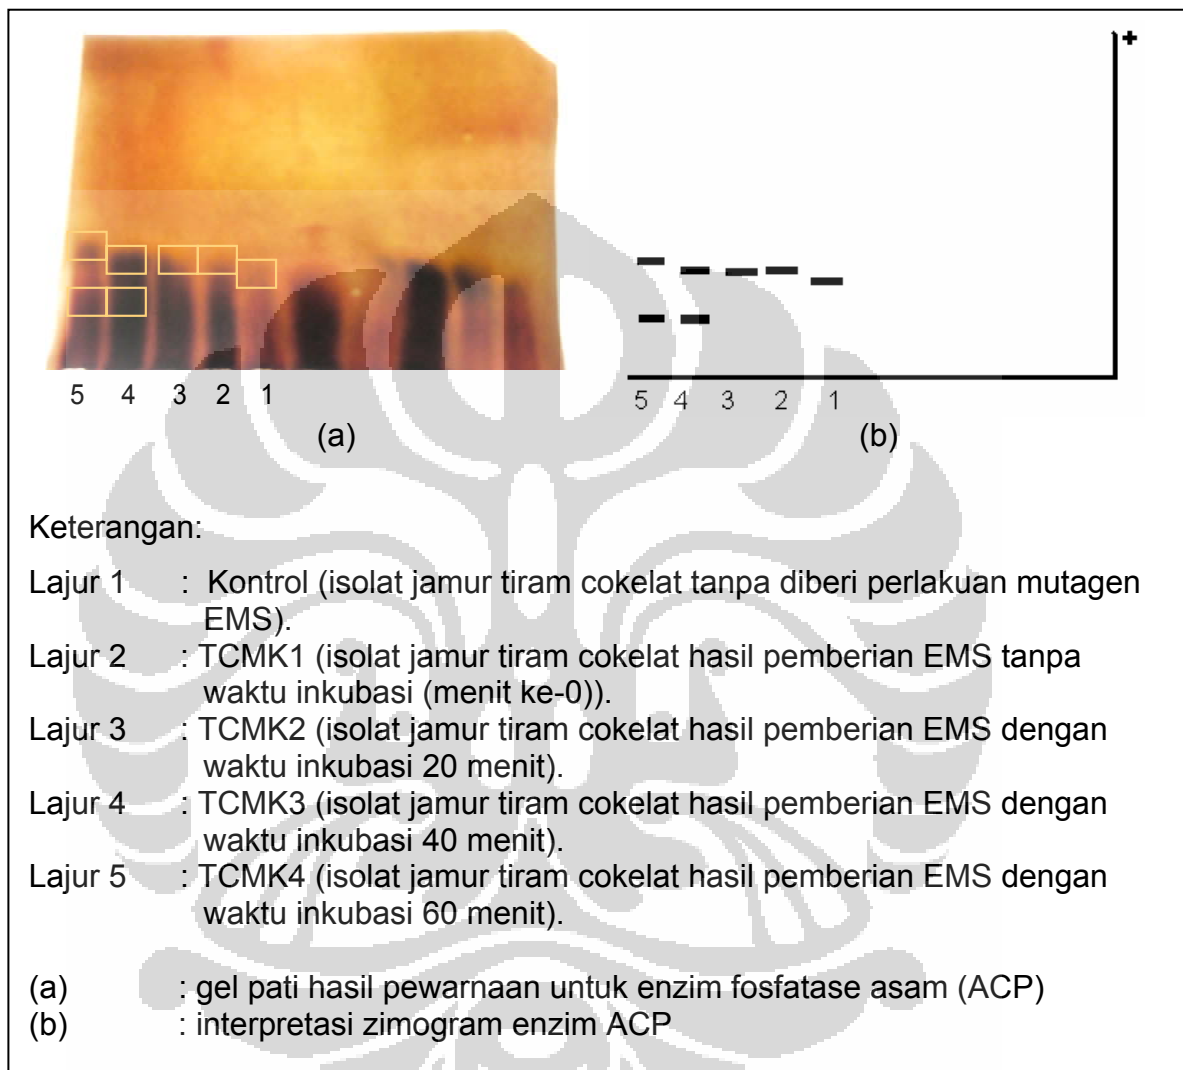 +
5 4 3 2 1
5 4 3 2 1
(a)
(b)
Keterangan:
Lajur 1 : Kontrol (isolat jamur tiram cokelat tanpa diberi perlakuan mutagen
EMS).
Lajur 2 : TCMK1 (isolat jamur tiram cokelat hasil pemberian EMS tanpa
waktu inkubasi (menit ke-0)).
Lajur 3 : TCMK2 (isolat jamur tiram cokelat hasil pemberian EMS dengan
waktu inkubasi 20 menit).
Lajur 4 : TCMK3 (isolat jamur tiram cokelat hasil pemberian EMS dengan
waktu inkubasi 40 menit).
Lajur 5 : TCMK4 (isolat jamur tiram cokelat hasil pemberian EMS dengan
waktu inkubasi 60 menit).
(a) : gel pati hasil pewarnaan untuk enzim fosfatase asam (ACP)
(b) : interpretasi zimogram enzim ACP